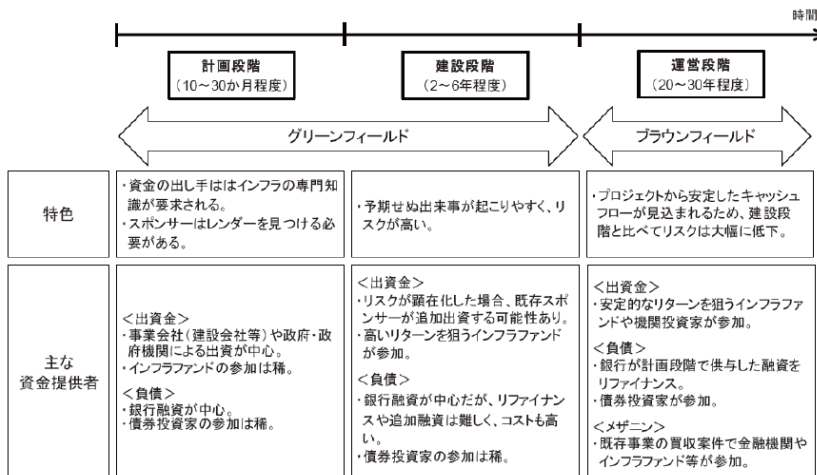 時間
計画段階
(10~30か月程度)
建設段階
(2~6年程度)
運営段階
(20~30年程度)
グリーンフィールド
ブラウンフィールド
特色
・資金の出し手ははインフラの専門知
識が要求される。
・スポンサーはレンダーを見つける必
要がある。
・予期せぬ出来事が起こりやすく、リ
スクが高い。
・プロジェクトから安定したキャッシュ
フローが見込まれるため、建設段
階と比べてリスクは大幅に低下。
主な
資金提供者
<出資金>
・事業会社(建設会社等)や政府・政
府機関による出資が中心。
・インフラファンドの参加は稀。
<負債>
・銀行融資が中心。
・債券投資家の参加は稀。
<出資金>
・リスクが顕在化した場合、既存スポ
ンサーが追加出資する可能性あり。
・高いリターンを狙うインフラファンド
が参加。
<負債>
・銀行融資が中心だが、リファイナン
スや追加融資は難しく、コストも高
い。
・債券投資家の参加は稀。
<出資金>
・安定的なリターンを狙うインフラファ
ンドや機関投資家が参加。
<負債>
・銀行が計画段階で供与した融資を
リファイナンス。
・債券投資家が参加。
<メザニン>
・既存事業の買収案件で金融機関や
インフラファンド等が参加。